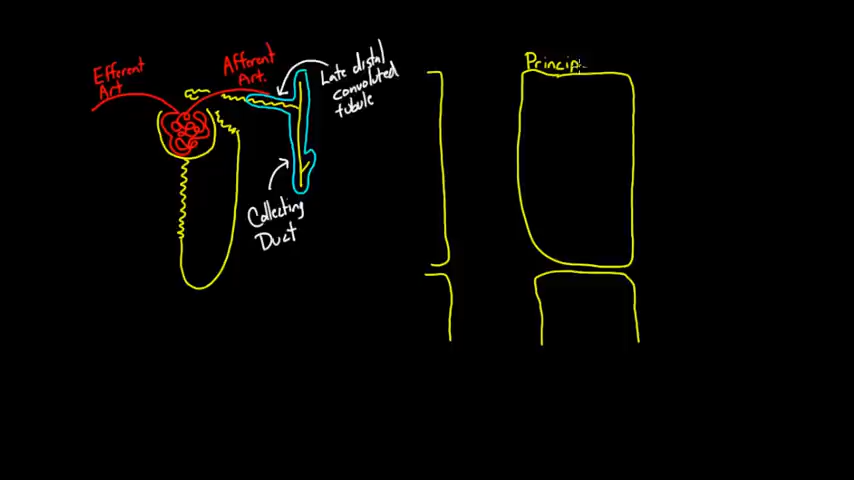 Efferent
Art
Afferent
Art.
Late distal
convoluted
tubule
Collecting
Duct
Princip